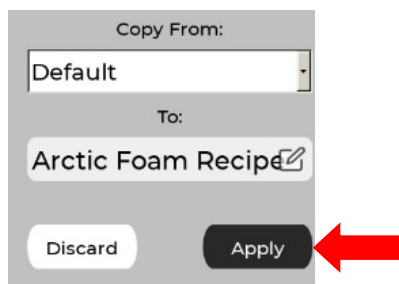 Copy From:
Default
To:
Arctic Foam Recipe
Discard
Apply